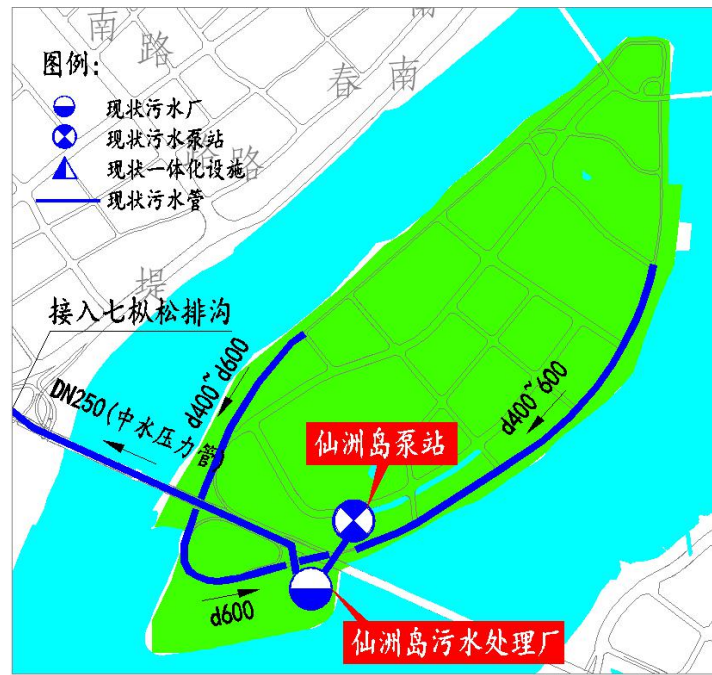 南
路
春
南
图例：
现状污水厂
现状污水泵站
现状一体化设施
现状污水管
路
堤
接入七枞松排沟
DN250(中水压力管)
d400~d600
d400~600
仙洲岛泵站
d600
仙洲岛污水处理厂